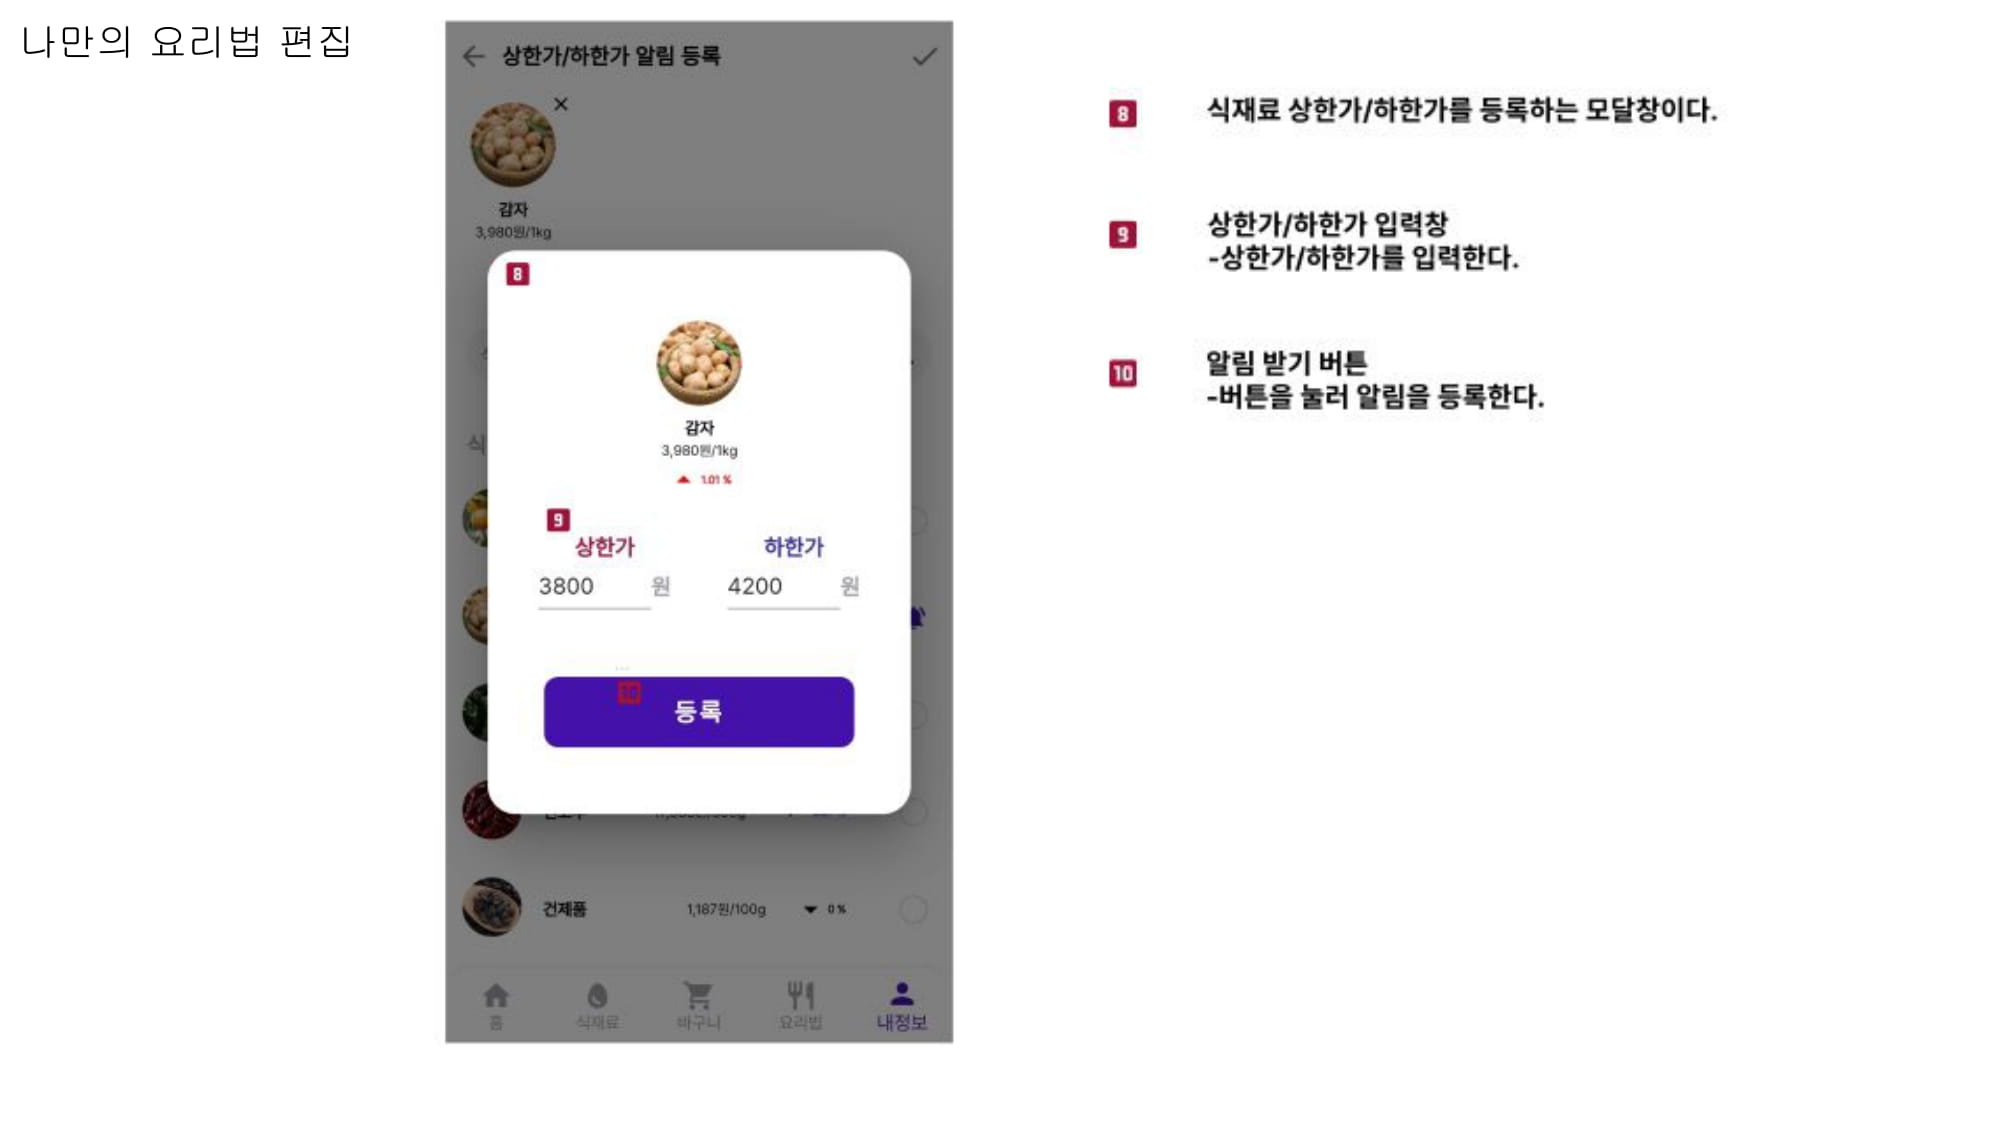 나만의 요리법 편집
상한가/하한가 알림 등록
감자
3,980원/1kg
8
감자
3,980원/1kg
1.01 %
9
상한가
하한가
3800 원
4200 원
10
등록
식
건제품
1,187원/100g
0 %
홈
식재료
바구니
요리법
내정보
8
식재료 상한가/하한가를 등록하는 모달창이다.
9
상한가/하한가 입력창
-상한가/하한가를 입력한다.
10
알림 받기 버튼
-버튼을 눌러 알림을 등록한다.